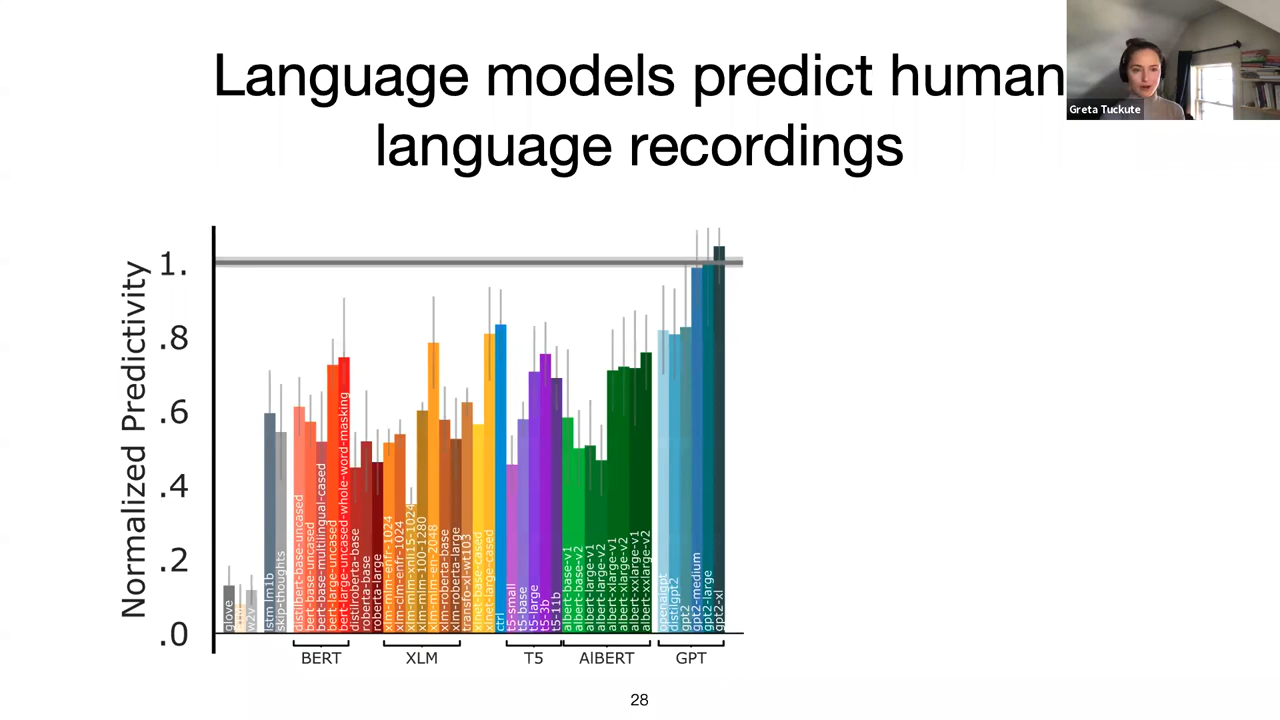 Language models predict human
language recordings
Greta Tuckute
Normalized Predictivity
1.
.8
.6
.4
.2
.0
glove
w2v
lstm lm1b
skip-thoughts
distilbert-base-uncased
bert-base-uncased
bert-base-multilingual-cased
bert-large-uncased
bert-large-uncased-whole-word-masking
distilroberta-base
roberta-base
roberta-large
xlm-mlm-enfr-1024
xlm-clm-enfr-1024
xlm-mlm-xnli15-1024
xlm-mlm-100-1280
xlm-mlm-en-2048
xlm-roberta-base
xlm-roberta-large
transfo-xl-wt103
xlnet-base-cased
xlnet-large-cased
ctrl
t5-small
t5-base
t5-large
t5-3b
t5-11b
albert-base-v1
albert-base-v2
albert-large-v1
albert-large-v2
albert-xlarge-v1
albert-xlarge-v2
albert-xxlarge-v1
albert-xxlarge-v2
openaigpt
distilgpt2
gpt2
gpt2-medium
gpt2-large
gpt2-xl
BERT
XLM
T5
AlBERT
GPT
28